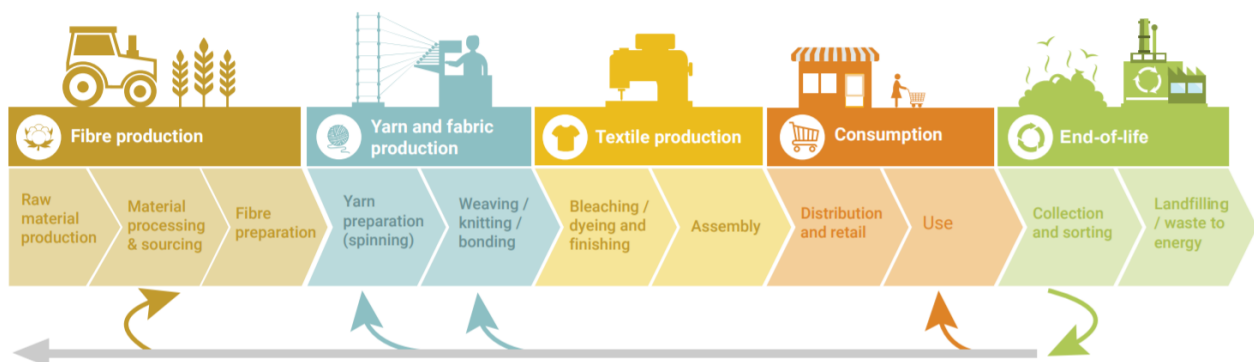 Fibre production
Yarn and fabric
production
Textile production
Consumption
End-of-life
Raw
material
production
Material
processing
& sourcing
Fibre
preparation
Yarn
preparation
(spinning)
Weaving /
knitting /
bonding
Bleaching /
dyeing and
finishing
Assembly
Distribution
and retail
Use
Collection
and sorting
Landfilling
/ waste to
energy